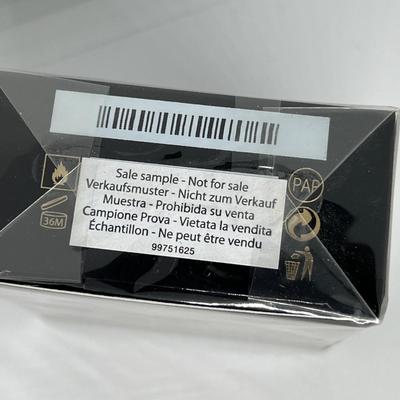 Sale sample - Not for sale
Verkaufsmuster - Nicht zum Verkauf
Muestra - Prohibida su venta
Campione Prova - Vietata la vendita
Échantillon - Ne peut être vendu
99751625
PAP
36M